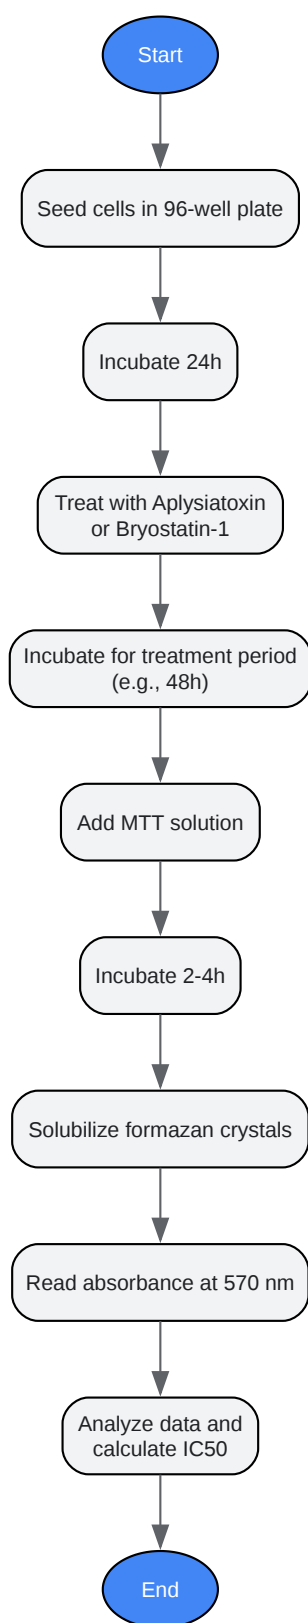 Start
Seed cells in 96-well plate
Incubate 24h
Treat with Aplysiatoxin
or Bryostatin-1
Incubate for treatment period
(e.g., 48h)
Add MTT solution
Incubate 2-4h
Solubilize formazan crystals
Read absorbance at 570 nm
Analyze data and
calculate IC50
End